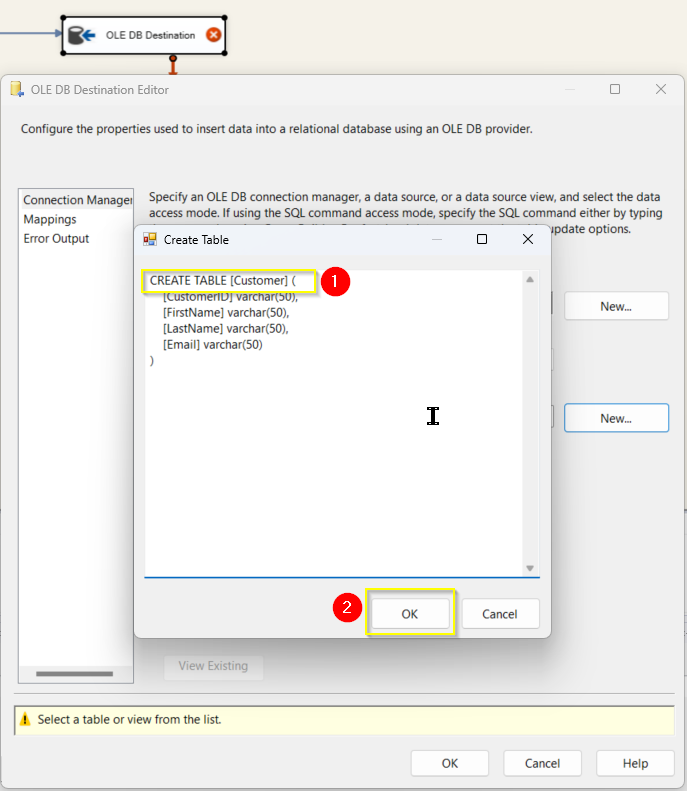 OLE DB Destination
OLE DB Destination Editor
Configure the properties used to insert data into a relational database using an OLE DB provider.
Connection Manager
Mappings
Error Output
Specify an OLE DB connection manager, a data source, or a data source view, and select the data
access mode. If using the SQL command access mode, specify the SQL command either by typing
update options.
Create Table
CREATE TABLE [Customer] (
[CustomerID] varchar(50),
[FirstName] varchar(50),
[LastName] varchar(50),
[Email] varchar(50)
)
1
New...
New...
2
OK
Cancel
View Existing
Select a table or view from the list.
OK
Cancel
Help